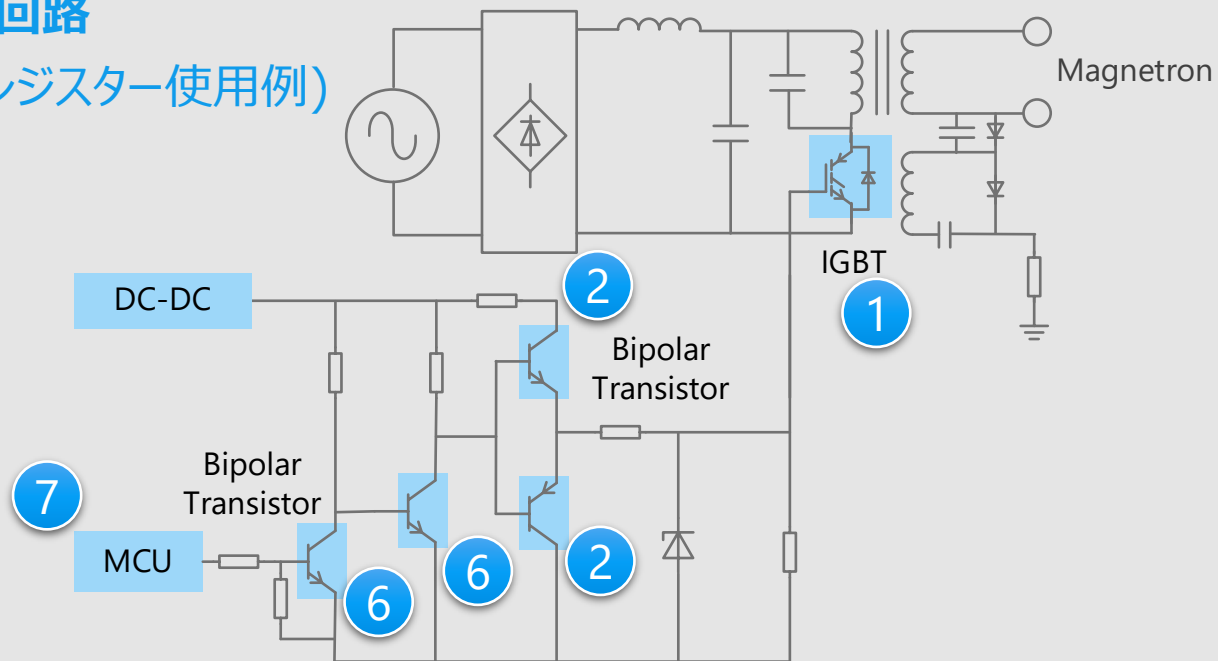 回路
ンジスター使用例)
Magnetron
IGBT
1
2
DC-DC
Bipolar
Transistor
Bipolar
Transistor
7
MCU
6
6
2